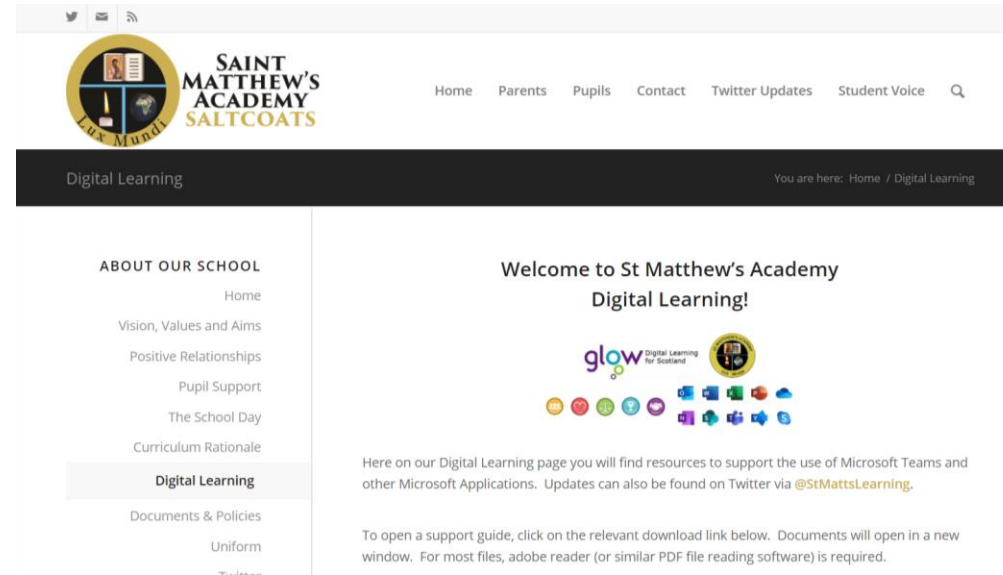 SAINT
MATTHEW'S
ACADEMY
SALTCOATS
Lux Mundi
Home Parents Pupils Contact Twitter Updates Student Voice
Digital Learning
You are here: Home / Digital Learning
ABOUT OUR SCHOOL
Home
Vision, Values and Aims
Positive Relationships
Pupil Support
The School Day
Curriculum Rationale
Digital Learning
Documents & Policies
Uniform
Twitter
Welcome to St Matthew's Academy
Digital Learning!
glow Digital Learning
for Scotland
Here on our Digital Learning page you will find resources to support the use of Microsoft Teams and
other Microsoft Applications. Updates can also be found on Twitter via @StMattsLearning.
To open a support guide, click on the relevant download link below. Documents will open in a new
window. For most files, adobe reader (or similar PDF file reading software) is required.